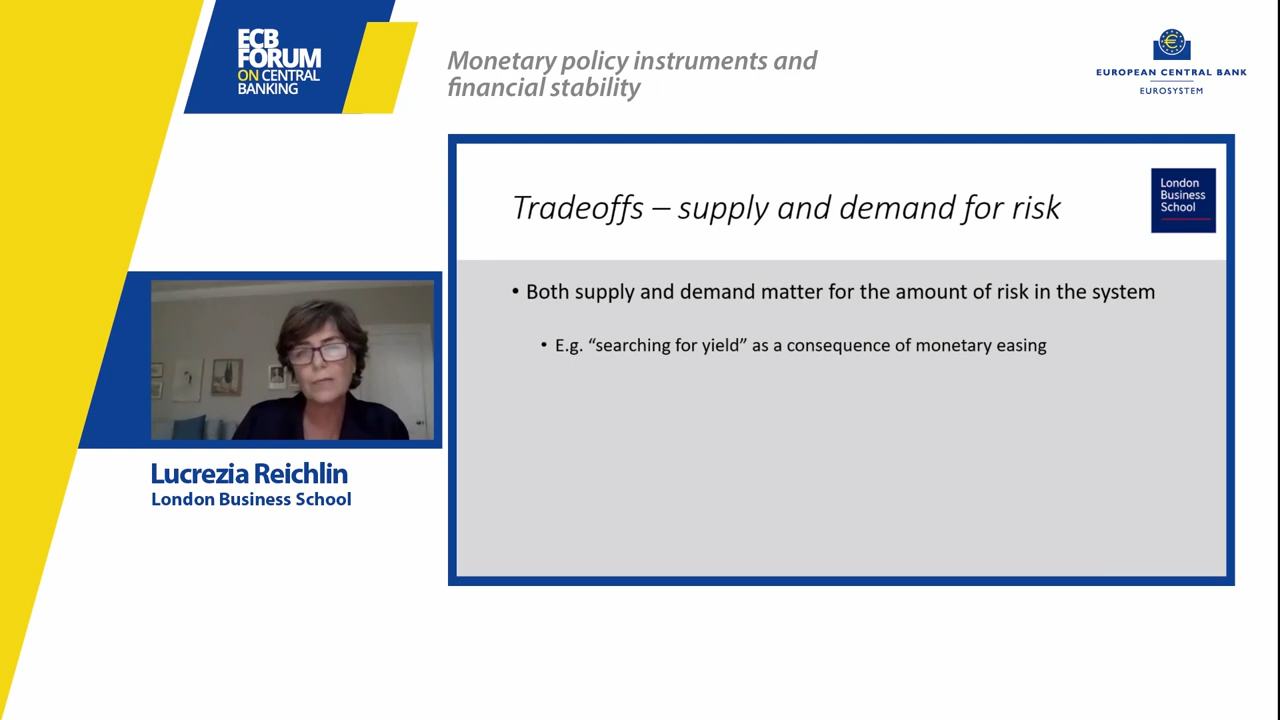 ECB
FORUM
ON CENTRAL
BANKING
Monetary policy instruments and
financial stability
EUROPEAN CENTRAL BANK
EUROSYSTEM
Tradeoffs – supply and demand for risk
London
Business
School
• Both supply and demand matter for the amount of risk in the system
• E.g. “searching for yield” as a consequence of monetary easing
Lucrezia Reichlin
London Business School